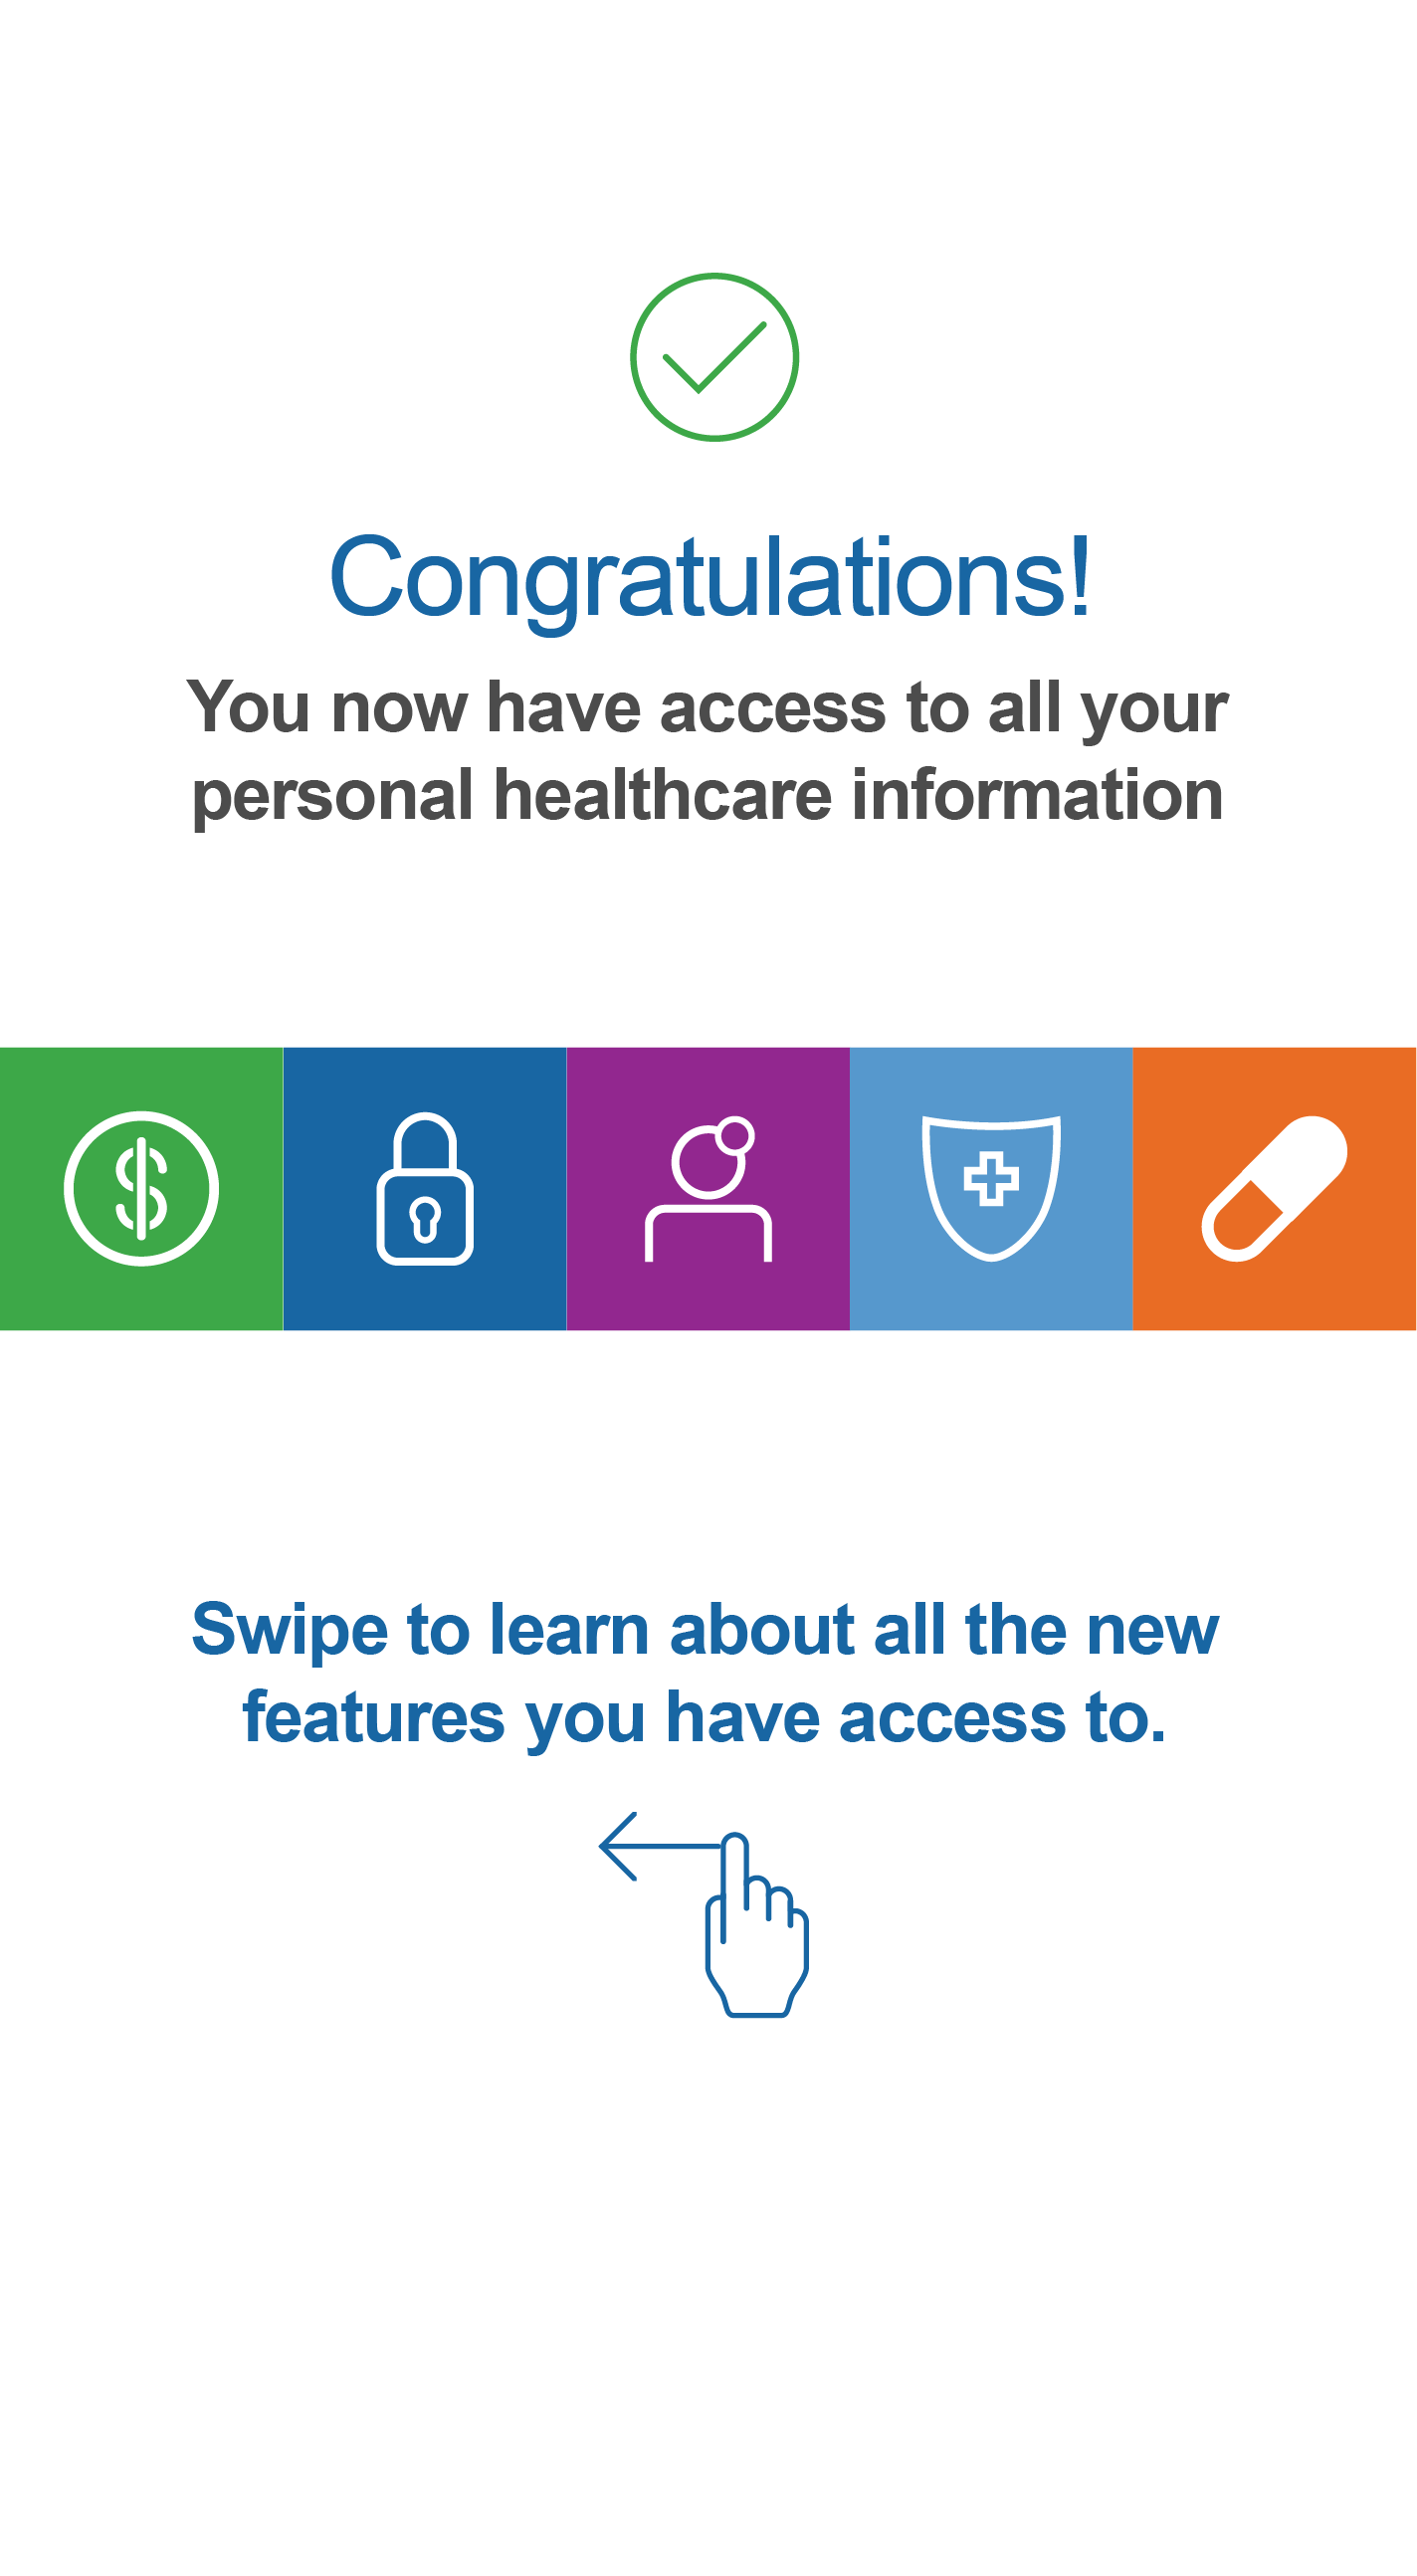 Congratulations!
You now have access to all your
personal healthcare information
Swipe to learn about all the new
features you have access to.